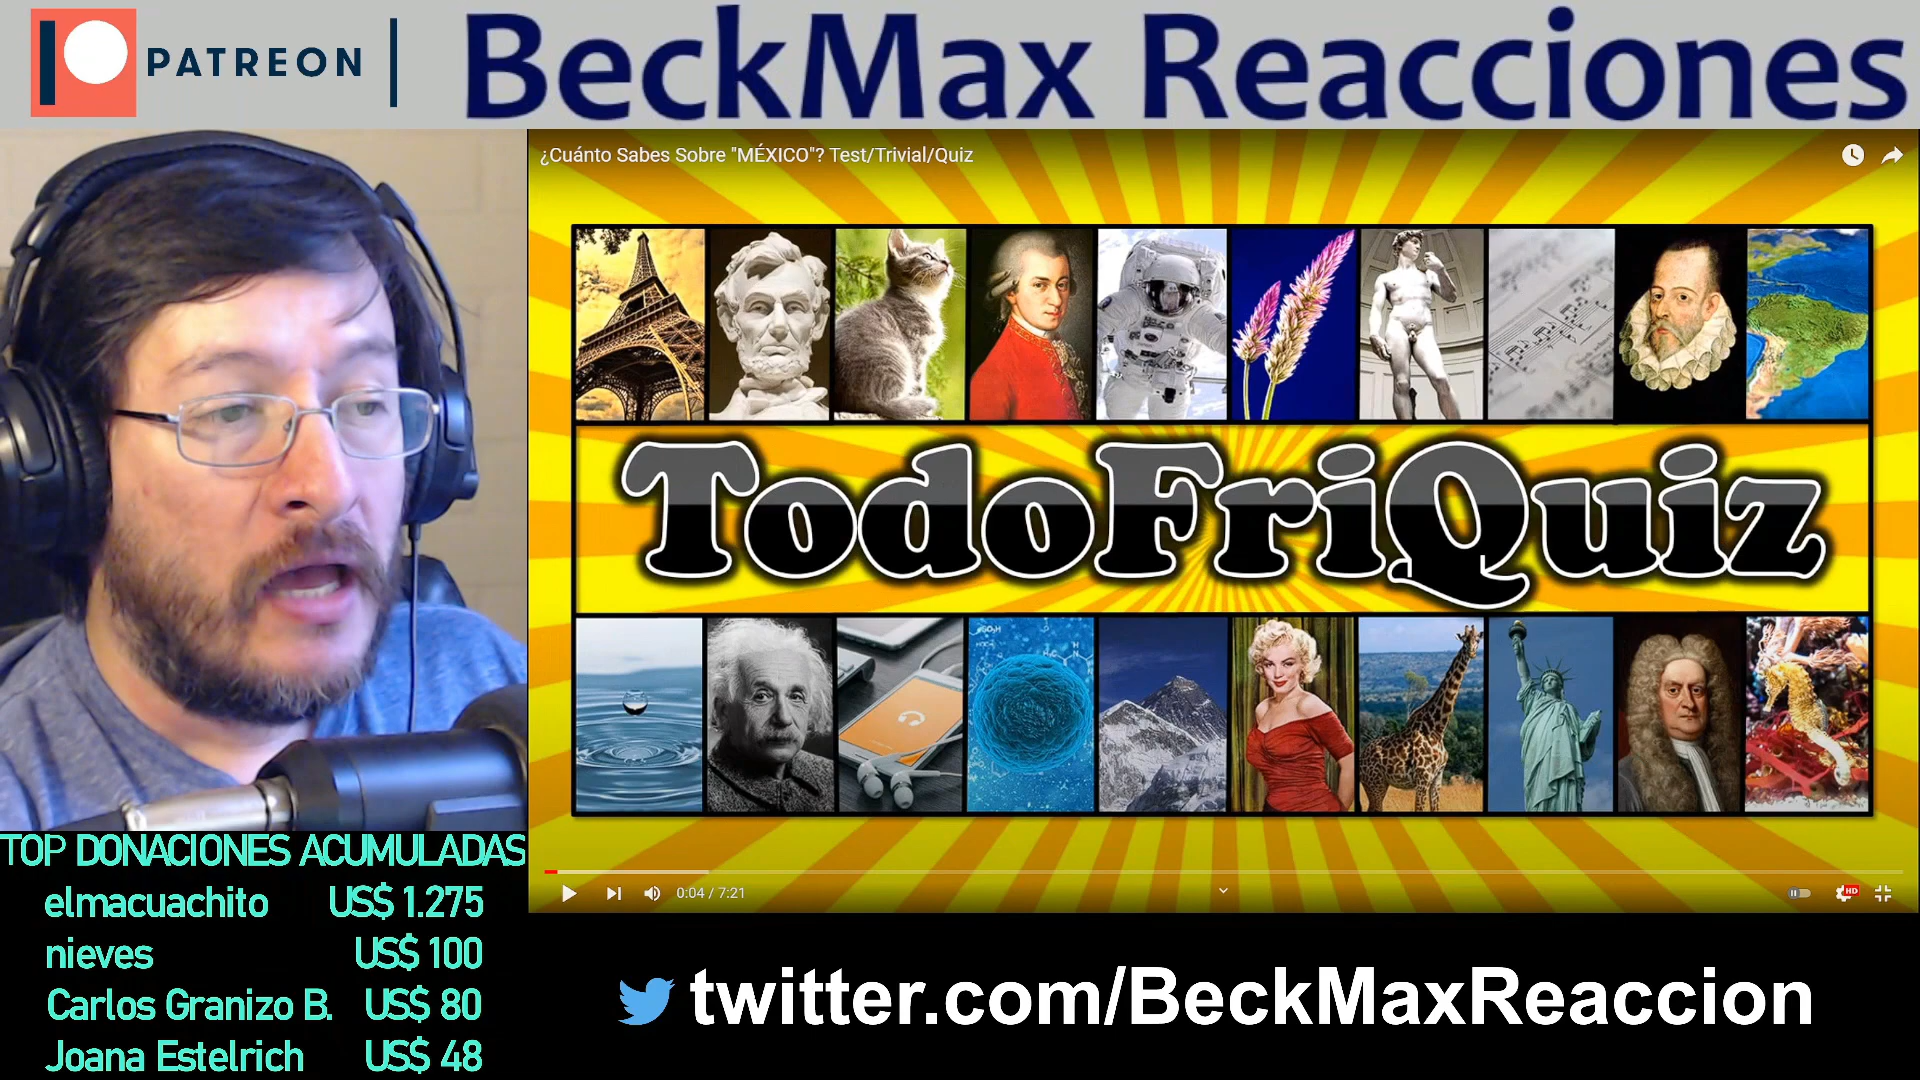 PATREON
BeckMax Reacciones
¿Cuánto Sabes Sobre "MÉXICO"? Test/Trivial/Quiz
TodoFriQuiz
0:04 / 7:21
HD
TOP DONACIONES ACUMULADAS
elmacuachito US$ 1.275
nieves US$ 100
Carlos Granizo B. US$ 80
Joana Estelrich US$ 48
twitter.com/BeckMaxReaccion